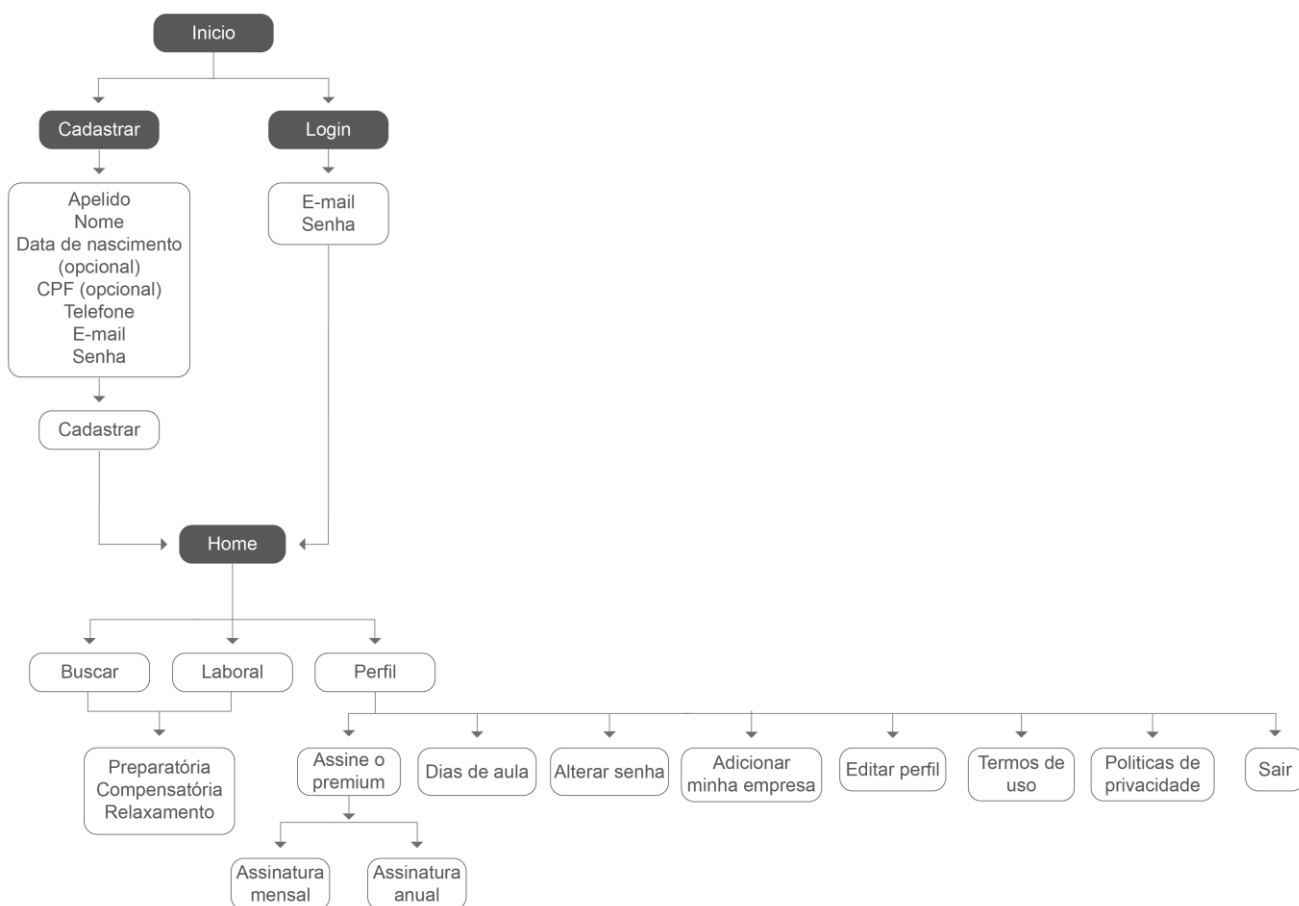 Inicio
Cadastrar
Login
Apelido
Nome
Data de nascimento
(opcional)
CPF (opcional)
Telefone
E-mail
Senha
E-mail
Senha
Cadastrar
Home
Buscar
Laboral
Perfil
Preparatória
Compensatória
Relaxamento
Assine o
premium
Dias de aula
Alterar senha
Adicionar
minha empresa
Editar perfil
Termos de
uso
Politicas de
privacidade
Sair
Assinatura
mensal
Assinatura
anual